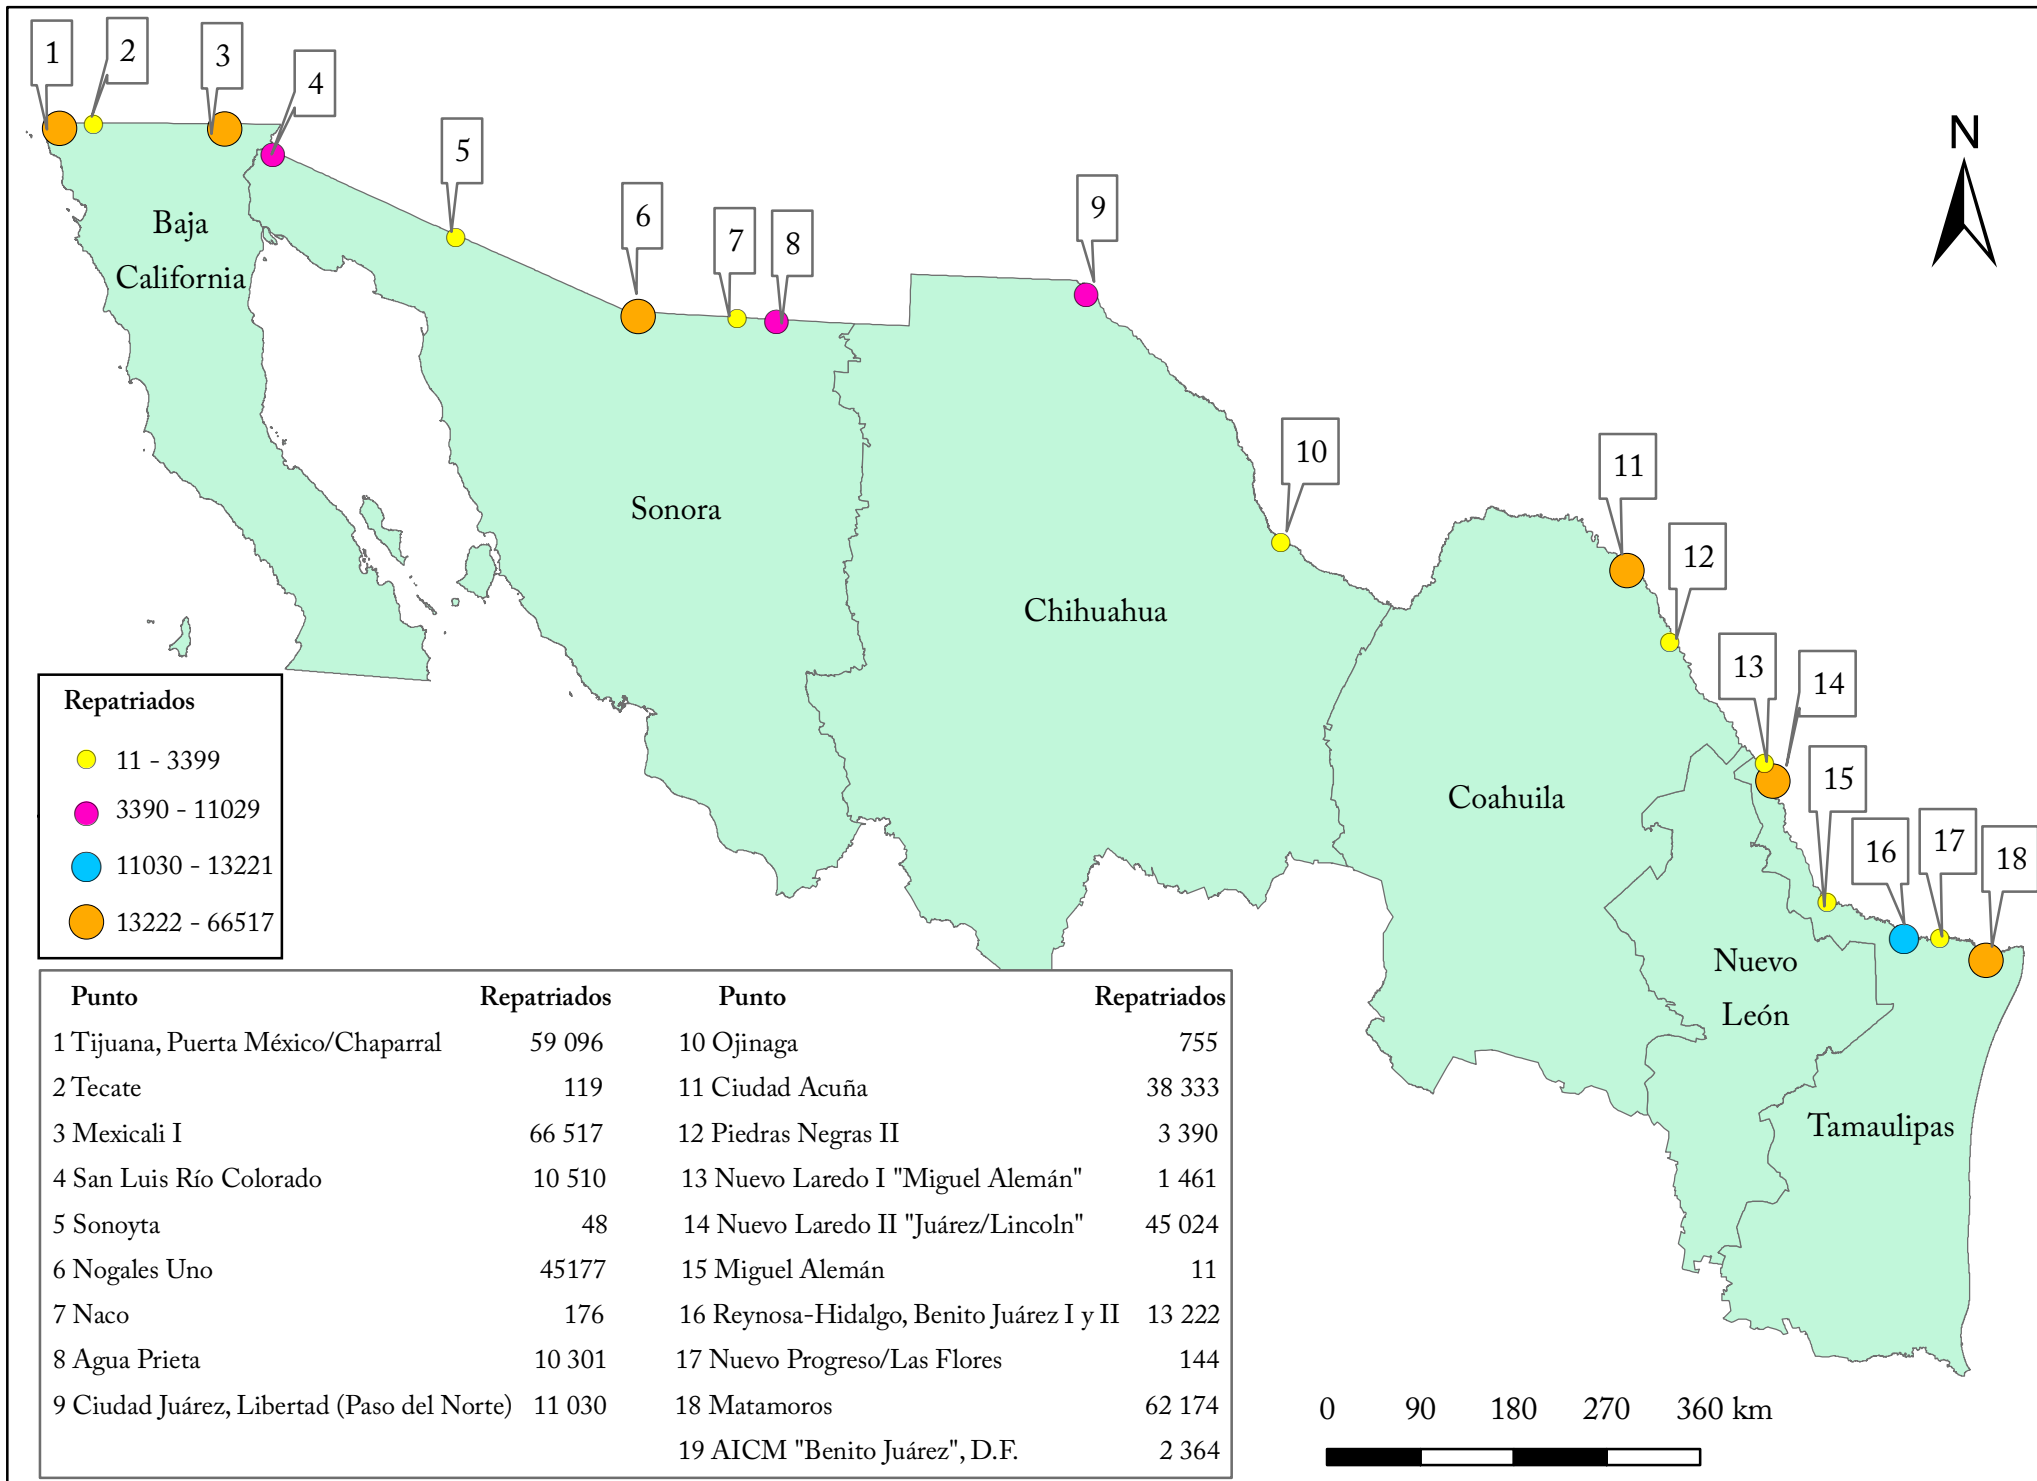 1
2
3
4
5
6
7
8
9
10
11
12
13
14
15
16
17
18
N
Baja
California
Sonora
Chihuahua
Coahuila
Nuevo
León
Tamaulipas
Repatriados
11 - 3399
3390 - 11029
11030 - 13221
13222 - 66517
Punto Repatriados Punto Repatriados
1 Tijuana, Puerta México/Chaparral 59 096 10 Ojinaga 755
2 Tecate 119 11 Ciudad Acuña 38 333
3 Mexicali I 66 517 12 Piedras Negras II 3 390
4 San Luis Río Colorado 10 510 13 Nuevo Laredo I "Miguel Alemán" 1 461
5 Sonoyta 48 14 Nuevo Laredo II "Juárez/Lincoln" 45 024
6 Nogales Uno 45177 15 Miguel Alemán 11
7 Naco 176 16 Reynosa-Hidalgo, Benito Juárez I y II 13 222
8 Agua Prieta 10 301 17 Nuevo Progreso/Las Flores 144
9 Ciudad Juárez, Libertad (Paso del Norte) 11 030 18 Matamoros 62 174
19 AICM "Benito Juárez", D.F. 2 364
0 90 180 270 360 km